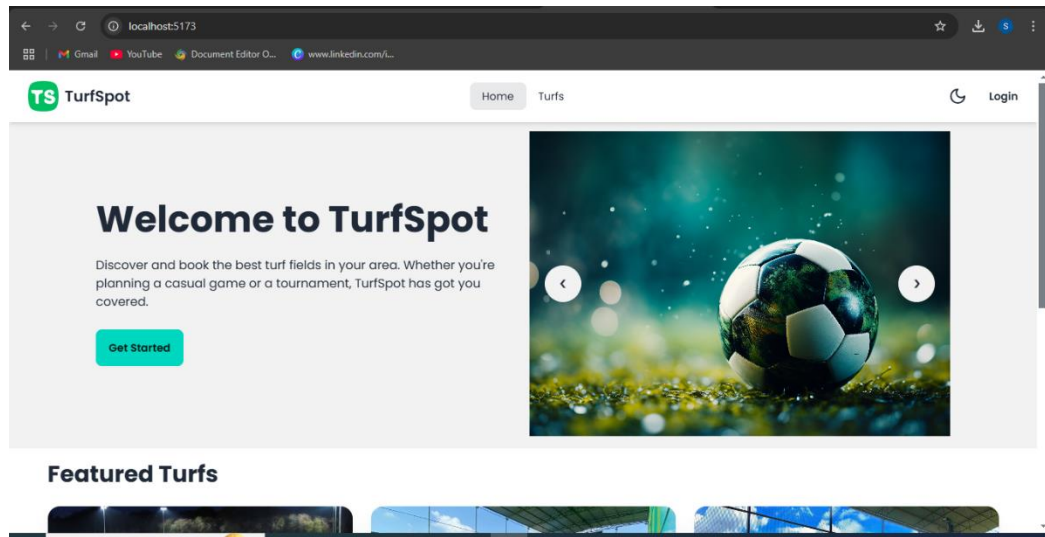 localhost:5173
S
Gmail
YouTube
Document Editor O...
www.linkedin.com/i...
TS TurfSpot
Home
Turfs
Login
Welcome to TurfSpot
Discover and book the best turf fields in your area. Whether you're
planning a casual game or a tournament, TurfSpot has got you
covered.
Get Started
Featured Turfs